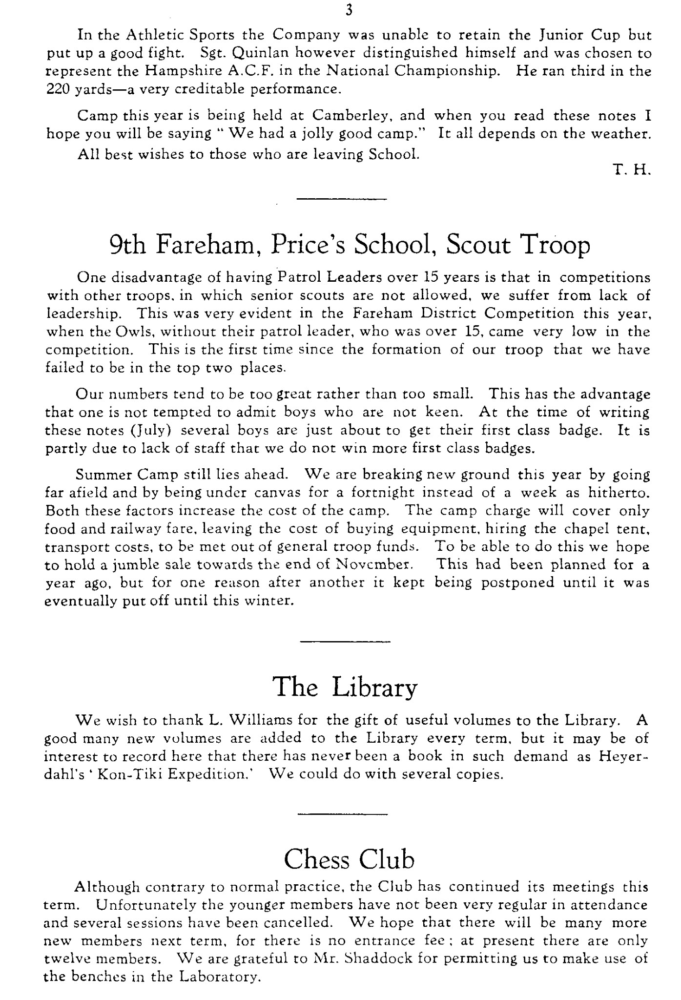 3
In the Athletic Sports the Company was unable to retain the Junior Cup but
put up a good fight. Sgt. Quinlan however distinguished himself and was chosen to
represent the Hampshire A.C.F. in the National Championship. He ran third in the
220 yards—a very creditable performance.
Camp this year is being held at Camberley, and when you read these notes I
hope you will be saying “ We had a jolly good camp.” It all depends on the weather.
All best wishes to those who are leaving School.
T. H.
9th Fareham, Price's School, Scout Troop
One disadvantage of having Patrol Leaders over 15 years is that in competitions
with other troops, in which senior scouts are not allowed, we suffer from lack of
leadership. This was very evident in the Fareham District Competition this year,
when the Owls, without their patrol leader, who was over 15, came very low in the
competition. This is the first time since the formation of our troop that we have
failed to be in the top two places.
Our numbers tend to be too great rather than too small. This has the advantage
that one is not tempted to admit boys who are not keen. At the time of writing
these notes (July) several boys are just about to get their first class badge. It is
partly due to lack of staff that we do not win more first class badges.
Summer Camp still lies ahead. We are breaking new ground this year by going
far afield and by being under canvas for a fortnight instead of a week as hitherto.
Both these factors increase the cost of the camp. The camp charge will cover only
food and railway fare, leaving the cost of buying equipment, hiring the chapel tent,
transport costs, to be met out of general troop funds. To be able to do this we hope
to hold a jumble sale towards the end of November. This had been planned for a
year ago, but for one reason after another it kept being postponed until it was
eventually put off until this winter.
The Library
We wish to thank L. Williams for the gift of useful volumes to the Library. A
good many new volumes are added to the Library every term, but it may be of
interest to record here that there has never been a book in such demand as Heyer-
dahl's ‘ Kon-Tiki Expedition.’ We could do with several copies.
Chess Club
Although contrary to normal practice, the Club has continued its meetings this
term. Unfortunately the younger members have not been very regular in attendance
and several sessions have been cancelled. We hope that there will be many more
new members next term, for there is no entrance fee ; at present there are only
twelve members. We are grateful to Mr. Shaddock for permitting us to make use of
the benches in the Laboratory.